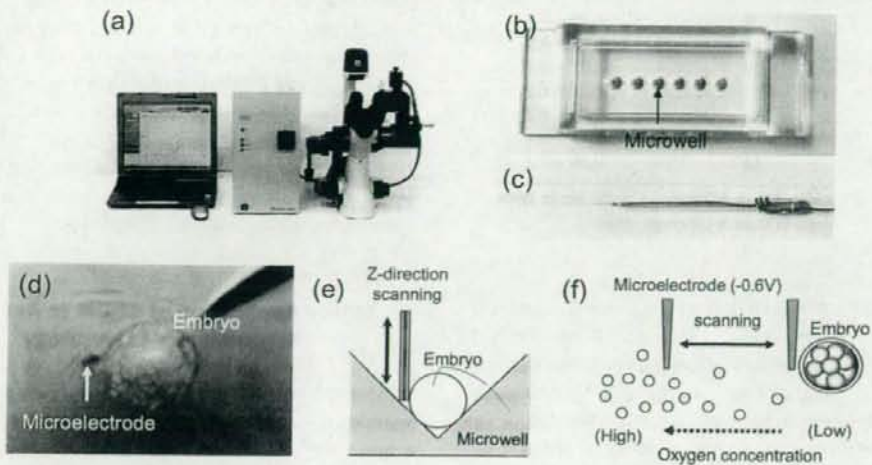 (a)
(b)
Microwell
(c)
(d)
Embryo
Microelectrode
(e)
Z-direction
scanning
Embryo
Microwell
(f)
Microelectrode (-0.6V)
scanning
Embryo
(High)
(Low)
Oxygen concentration